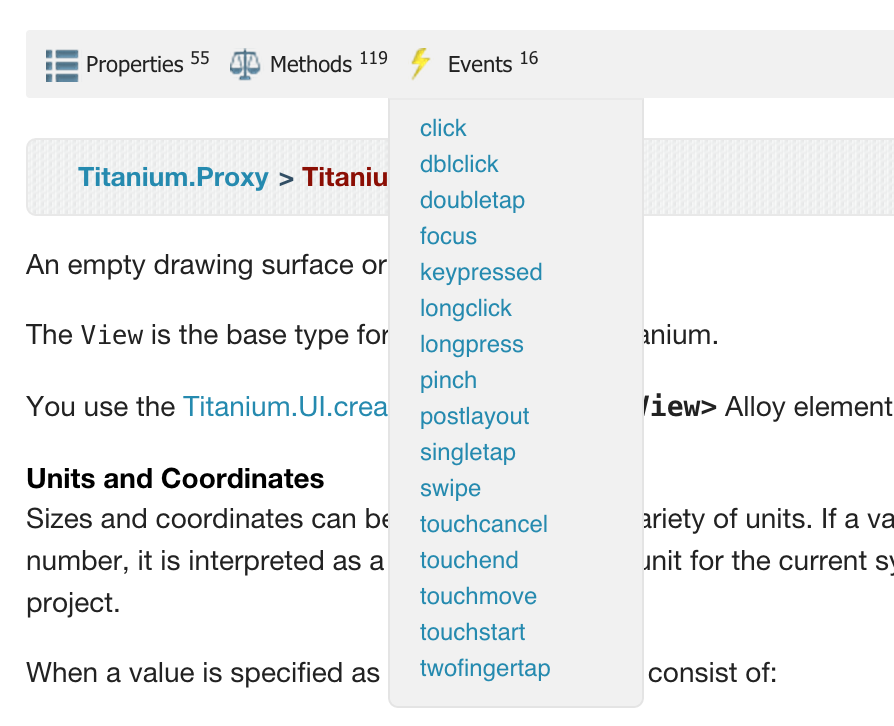 Properties 55 Methods 119 Events 16
click
dblclick
Titanium.Proxy > Titaniu
doubletap
focus
An empty drawing surface or
keypressed
longclick
The View is the base type for anium.
longpress
pinch
You use the Titanium.UI.crea View> Alloy element
postlayout
singletap
Units and Coordinates
swipe
Sizes and coordinates can be ariety of units. If a va
touchcancel
number, it is interpreted as a unit for the current sy
touchend
project.
touchmove
touchstart
When a value is specified as consist of:
twofingertap